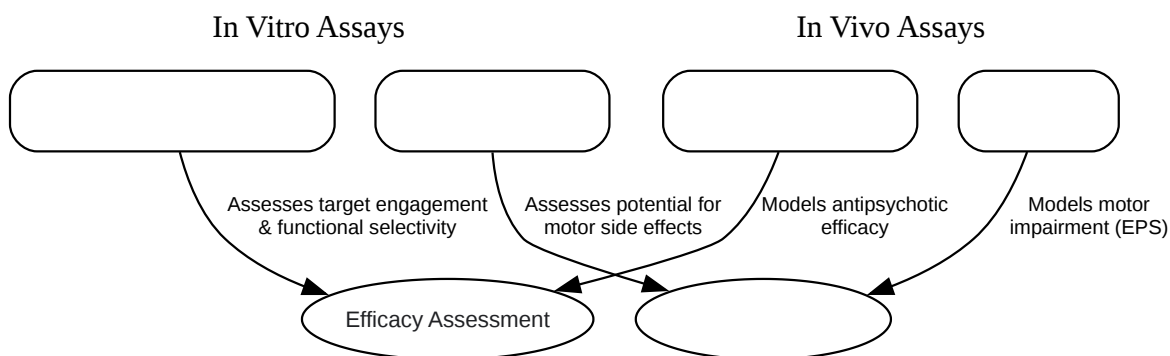 In Vitro Assays
In Vivo Assays
Assesses target engagement
& functional selectivity
Assesses potential for
motor side effects
Models antipsychotic
efficacy
Models motor
impairment (EPS)
Efficacy Assessment